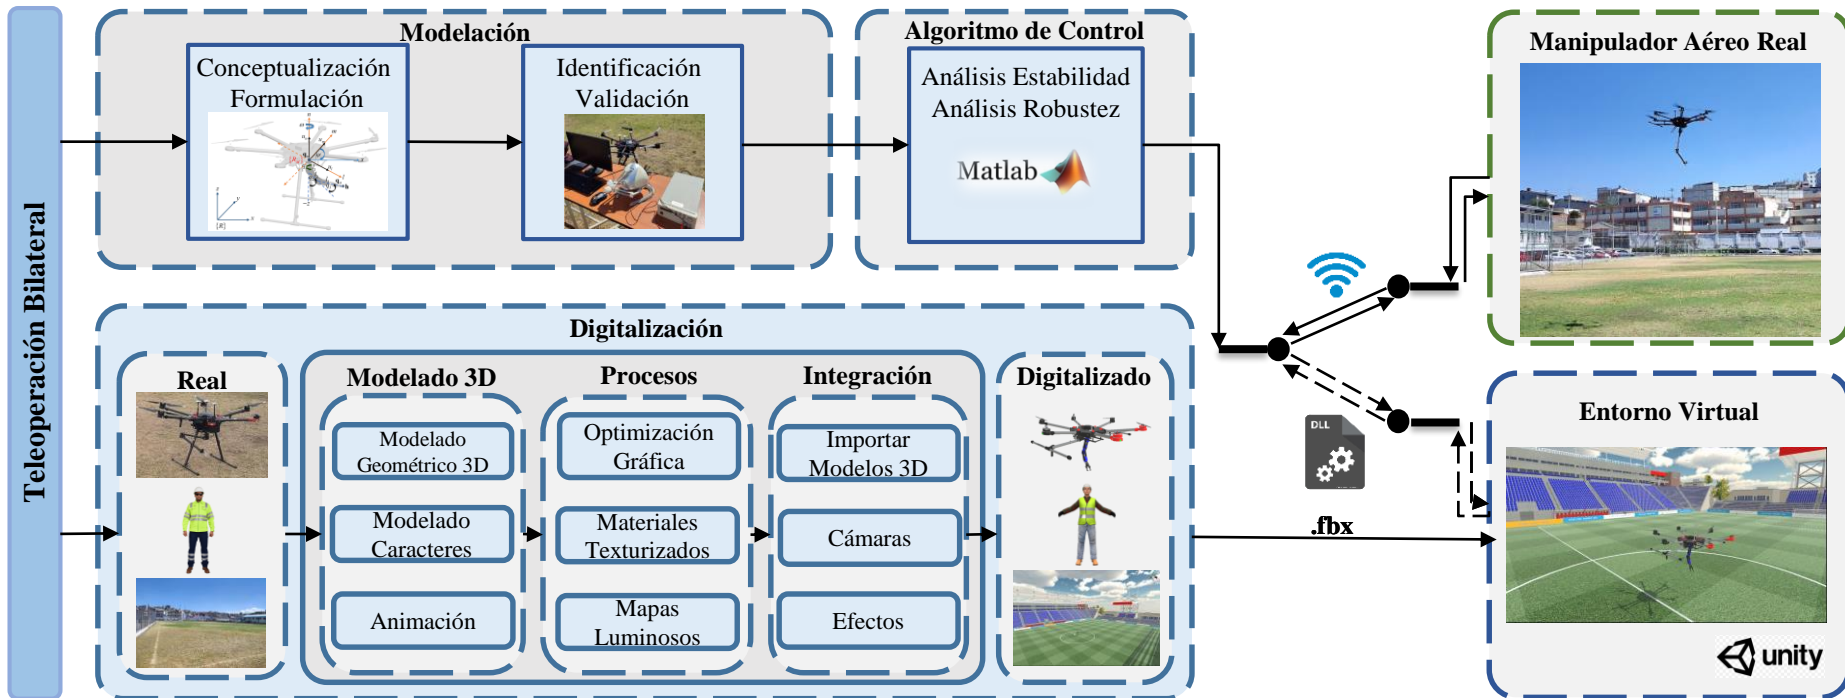 Teleoperación Bilateral
Modelación
Conceptualización
Formulación
Identificación
Validación
Algoritmo de Control
Análisis Estabilidad
Análisis Robustez
Matlab
Manipulador Aéreo Real
Digitalización
Real
Modelado 3D
Modelado
Geométrico 3D
Modelado
Caracteres
Animación
Procesos
Optimización
Gráfica
Materiales
Texturizados
Mapas
Luminosos
Integración
Importar
Modelos 3D
Cámaras
Efectos
Digitalizado
DLL
.fbx
Entorno Virtual
unity